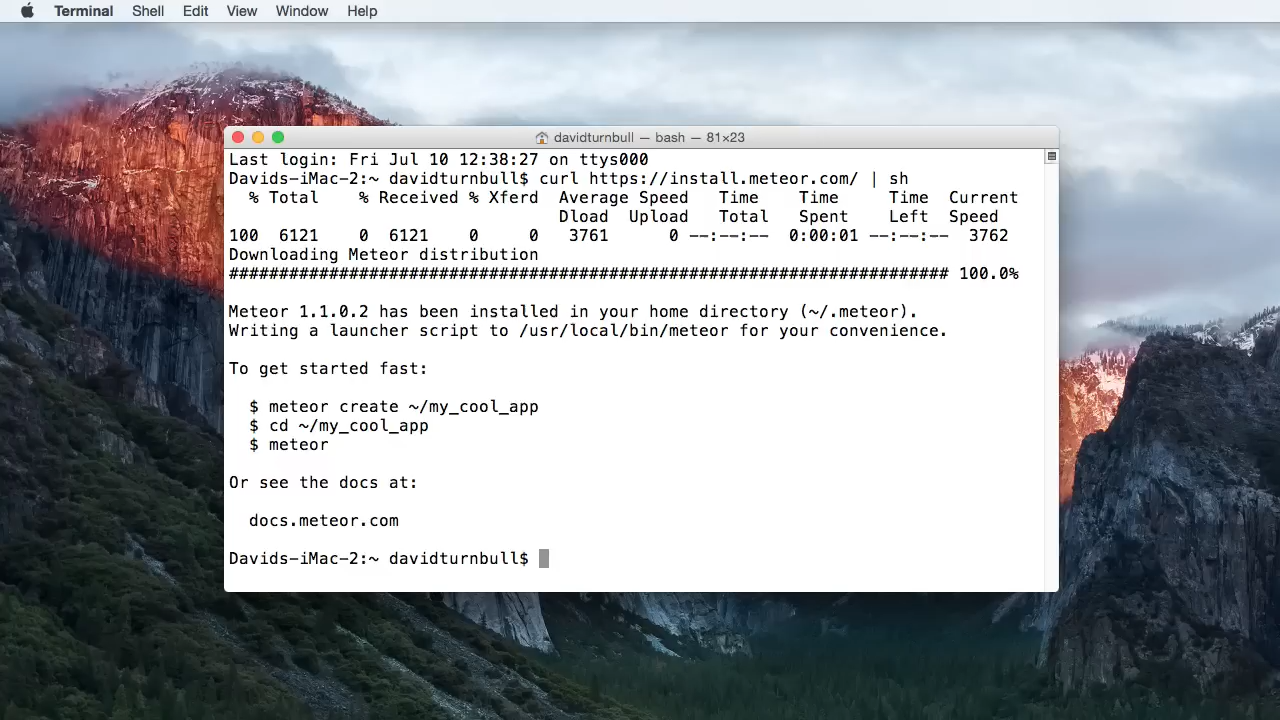 Terminal Shell Edit View Window Help
davidturnbull — bash — 81×23
Last login: Fri Jul 10 12:38:27 on ttys000
Davids-iMac-2:~ davidturnbull$ curl https://install.meteor.com/ | sh
  % Total    % Received % Xferd  Average Speed   Time    Time     Time  Current
                                 Dload  Upload   Total   Spent    Left  Speed
100  6121    0  6121    0     0   3761      0 --:--:--  0:00:01 --:--:--  3762
Downloading Meteor distribution
######################################################################## 100.0%
Meteor 1.1.0.2 has been installed in your home directory (~/.meteor).
Writing a launcher script to /usr/local/bin/meteor for your convenience.
To get started fast:
  $ meteor create ~/my_cool_app
  $ cd ~/my_cool_app
  $ meteor
Or see the docs at:
  docs.meteor.com
Davids-iMac-2:~ davidturnbull$